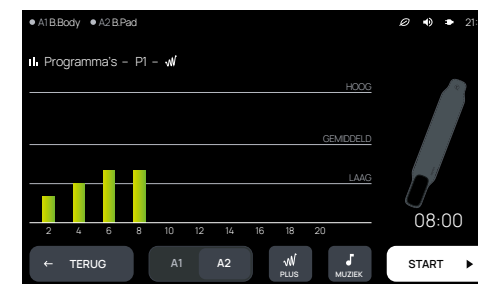 A1 B.Body A2 B.Pad 21:
Programma's – P1 –
HOOG
GEMIDDELD
LAAG
08:00
2 4 6 8 10 12 14 16 18 20
← TERUG A1 A2 PLUS MUZIEK START